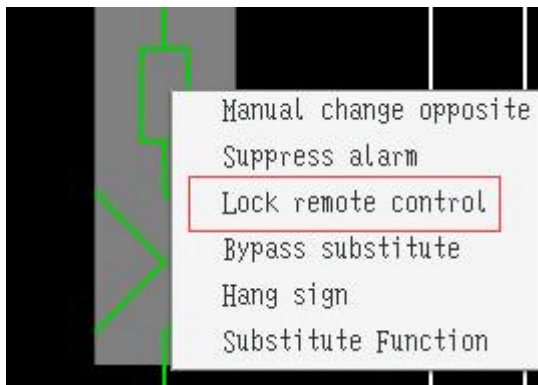 Manual change opposite
Suppress alarm
Lock remote control
Bypass substitute
Hang sign
Substitute Function